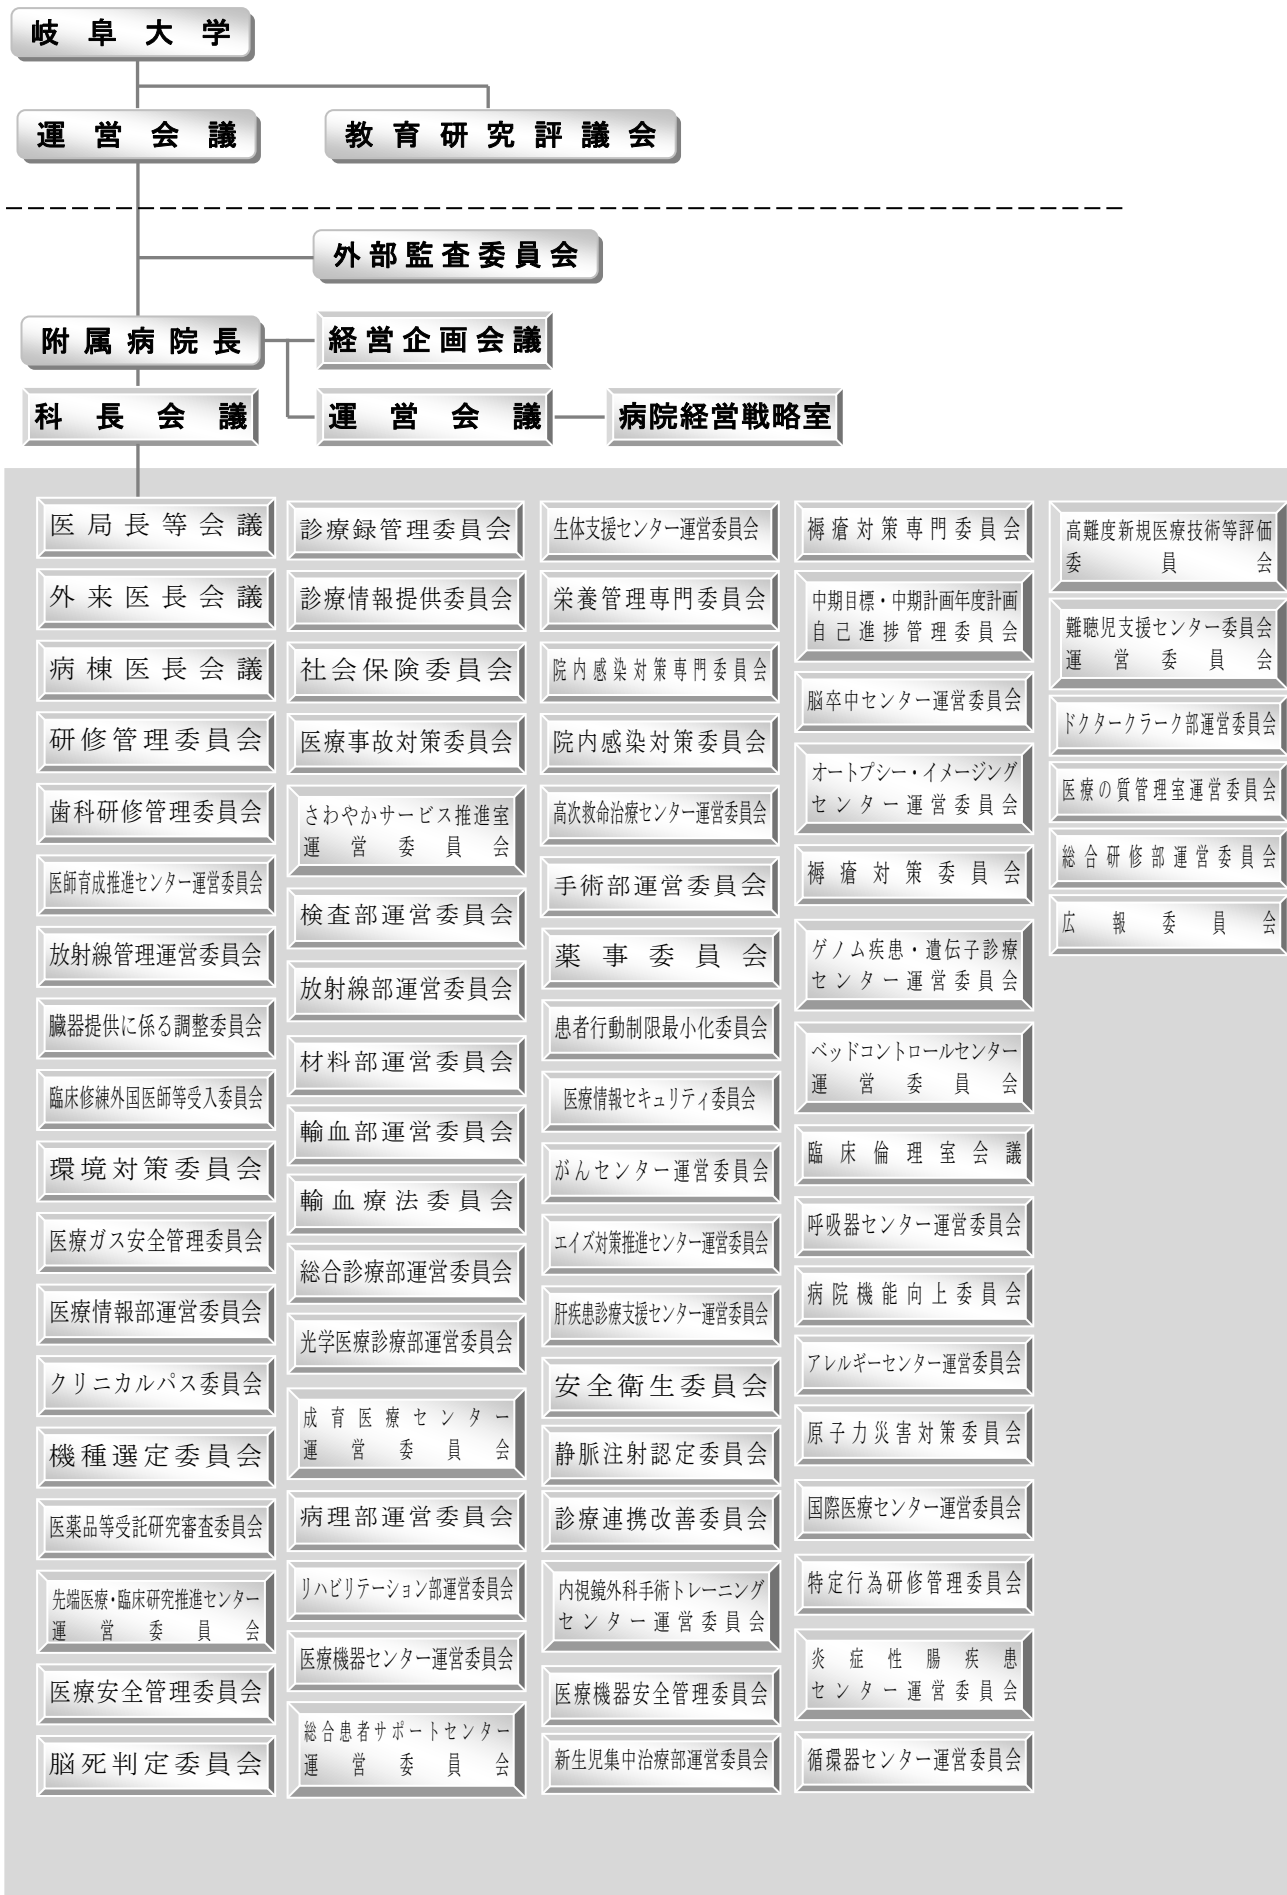 岐阜大学
運営会議
教育研究評議会
外部監査委員会
附属病院長
経営企画会議
科長会議
運営会議
病院経営戦略室
医局長等会議
外来医長会議
病棟医長会議
研修管理委員会
歯科研修管理委員会
医師育成推進センター運営委員会
放射線管理運営委員会
臓器提供に係る調整委員会
臨床修練外国医師等受入委員会
環境対策委員会
医療ガス安全管理委員会
医療情報部運営委員会
クリニカルパス委員会
機種選定委員会
医薬品等受託研究審査委員会
先端医療・臨床研究推進センター
運営委員会
医療安全管理委員会
脳死判定委員会
診療録管理委員会
診療情報提供委員会
社会保険委員会
医療事故対策委員会
さわやかサービス推進室
運営委員会
検査部運営委員会
放射線部運営委員会
材料部運営委員会
輸血部運営委員会
輸血療法委員会
総合診療部運営委員会
光学医療診療部運営委員会
成育医療センター
運営委員会
病理部運営委員会
リハビリテーション部運営委員会
医療機器センター運営委員会
総合患者サポートセンター
運営委員会
生体支援センター運営委員会
栄養管理専門委員会
院内感染対策専門委員会
院内感染対策委員会
高次救命治療センター運営委員会
手術部運営委員会
薬事委員会
患者行動制限最小化委員会
医療情報セキュリティ委員会
がんセンター運営委員会
エイズ対策推進センター運営委員会
肝疾患診療支援センター運営委員会
安全衛生委員会
静脈注射認定委員会
診療連携改善委員会
内視鏡外科手術トレーニング
センター運営委員会
医療機器安全管理委員会
新生児集中治療部運営委員会
褥瘡対策専門委員会
中期目標・中期計画年度計画
自己進捗管理委員会
脳卒中センター運営委員会
オートプシー・イメージング
センター運営委員会
褥瘡対策委員会
ゲノム疾患・遺伝子診療
センター運営委員会
ベッドコントロールセンター
運営委員会
臨床倫理室会議
呼吸器センター運営委員会
病院機能向上委員会
アレルギーセンター運営委員会
原子力災害対策委員会
国際医療センター運営委員会
特定行為研修管理委員会
炎症性腸疾患
センター運営委員会
循環器センター運営委員会
高難度新規医療技術等評価
委員会
難聴児支援センター委員会
運営委員会
ドクタークラーク部運営委員会
医療の質管理室運営委員会
総合研修部運営委員会
広報委員会